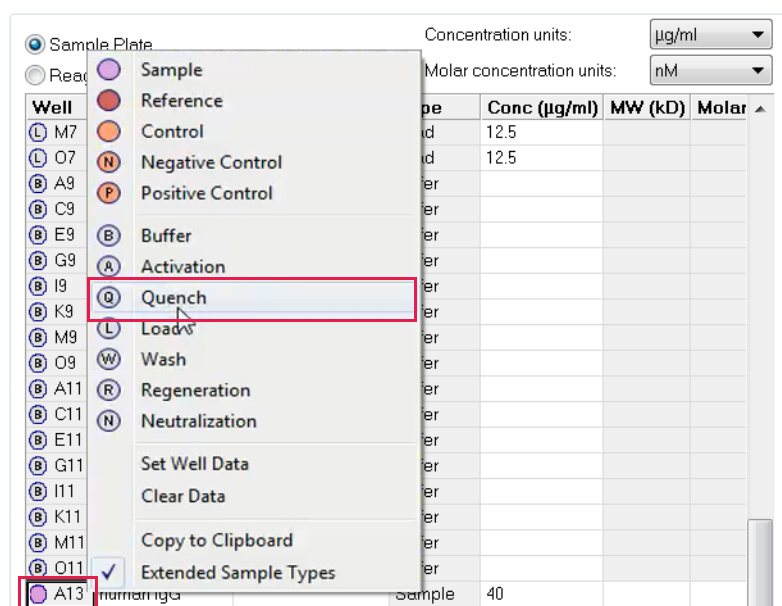 Sample Plate
Concentration units:
µg/ml
Molar concentration units:
nM
Well
Conc (µg/ml)
MW (kD)
Molar
L M7
12.5
L O7
12.5
B A9
B C9
B E9
B G9
B I9
B K9
B M9
B O9
B A11
B C11
B E11
B G11
B I11
B K11
B M11
B O11
A13
human IgG
Sample
40
Sample
Reference
Control
N Negative Control
P Positive Control
B Buffer
A Activation
Q Quench
L Load
W Wash
R Regeneration
N Neutralization
Set Well Data
Clear Data
Copy to Clipboard
Extended Sample Types